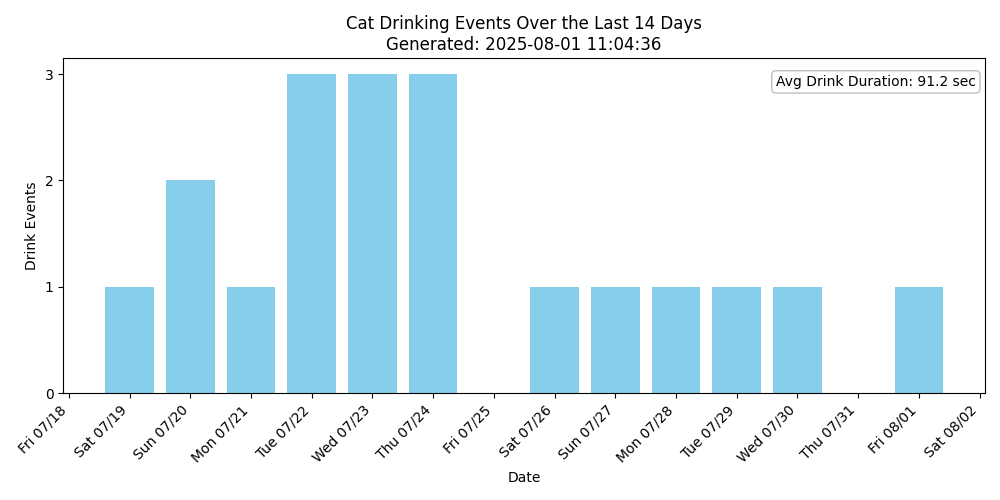 Cat Drinking Events Over the Last 14 Days
Generated: 2025-08-01 11:04:36
Avg Drink Duration: 91.2 sec
Drink Events
3
2
1
0
Fri 07/18
Sat 07/19
Sun 07/20
Mon 07/21
Tue 07/22
Wed 07/23
Thu 07/24
Fri 07/25
Sat 07/26
Sun 07/27
Mon 07/28
Tue 07/29
Wed 07/30
Thu 07/31
Fri 08/01
Sat 08/02
Date